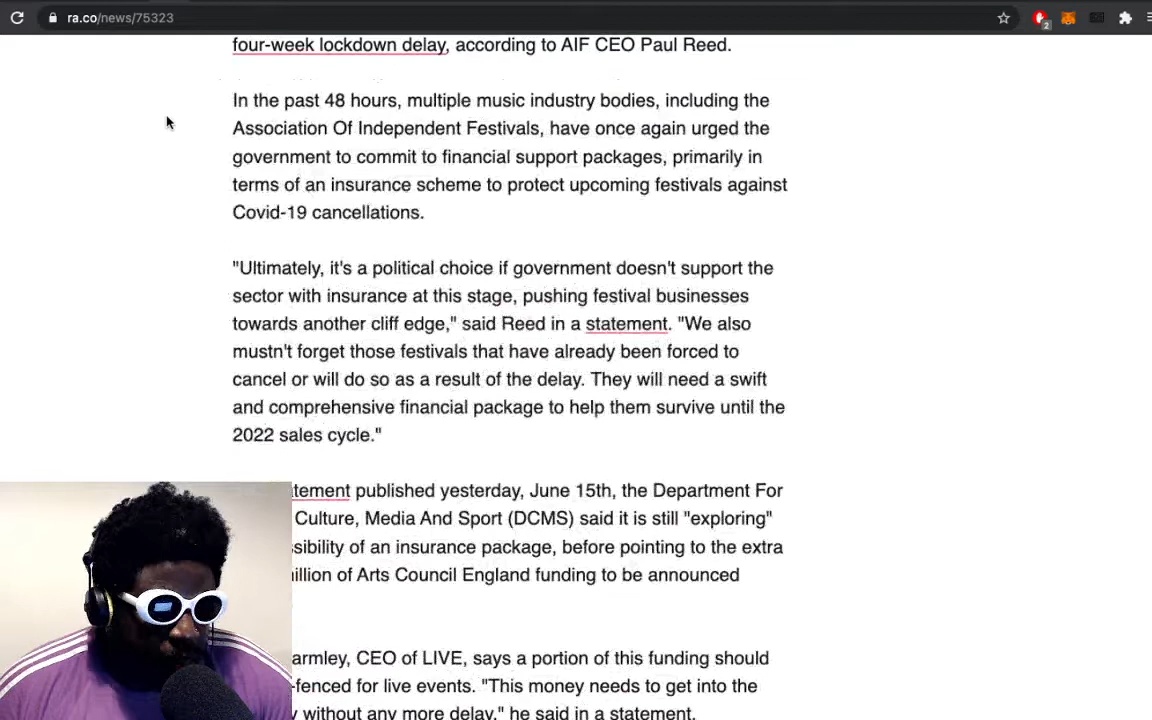 ra.co/news/75323
2
four-week lockdown delay, according to AIF CEO Paul Reed.
In the past 48 hours, multiple music industry bodies, including the
Association Of Independent Festivals, have once again urged the
government to commit to financial support packages, primarily in
terms of an insurance scheme to protect upcoming festivals against
Covid-19 cancellations.
"Ultimately, it's a political choice if government doesn't support the
sector with insurance at this stage, pushing festival businesses
towards another cliff edge," said Reed in a statement. "We also
mustn't forget those festivals that have already been forced to
cancel or will do so as a result of the delay. They will need a swift
and comprehensive financial package to help them survive until the
2022 sales cycle."
tement published yesterday, June 15th, the Department For
Culture, Media And Sport (DCMS) said it is still "exploring"
ssibility of an insurance package, before pointing to the extra
illion of Arts Council England funding to be announced
armley, CEO of LIVE, says a portion of this funding should
-fenced for live events. "This money needs to get into the
y without any more delay," he said in a statement.